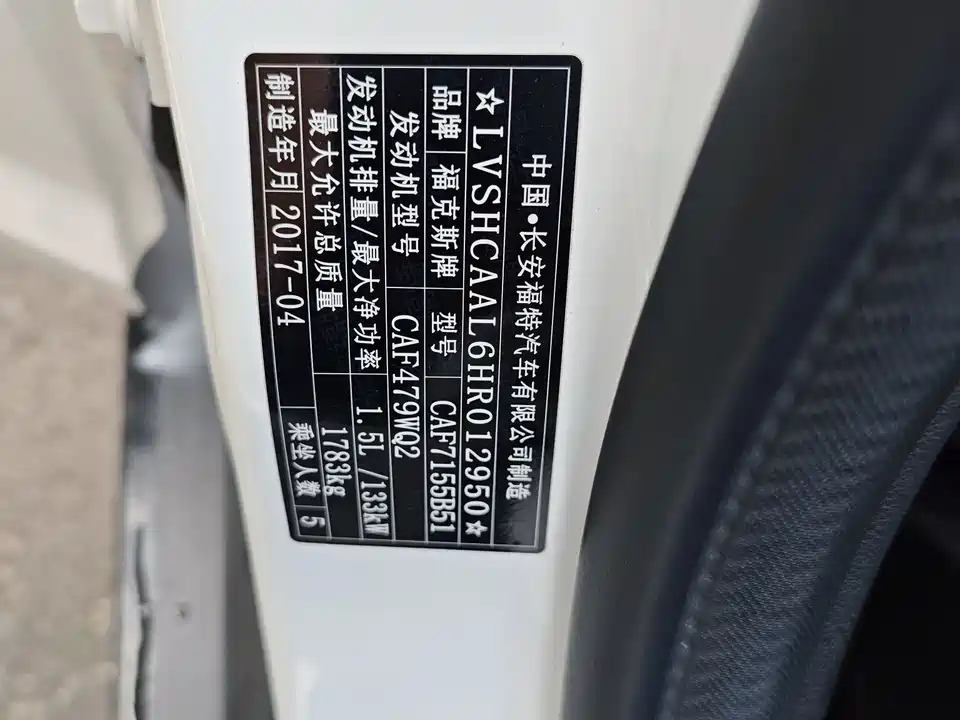 中国·长安福特汽车有限公司制造
☆LVSHCAAL6HR012950☆
品牌 福克斯牌 型号 CAF7155B51
发动机型号 CAF479WQ2
发动机排量/最大净功率 1.5L /133kW
最大允许总质量 1783kg
制造年月 2017-04 乘坐人数 5